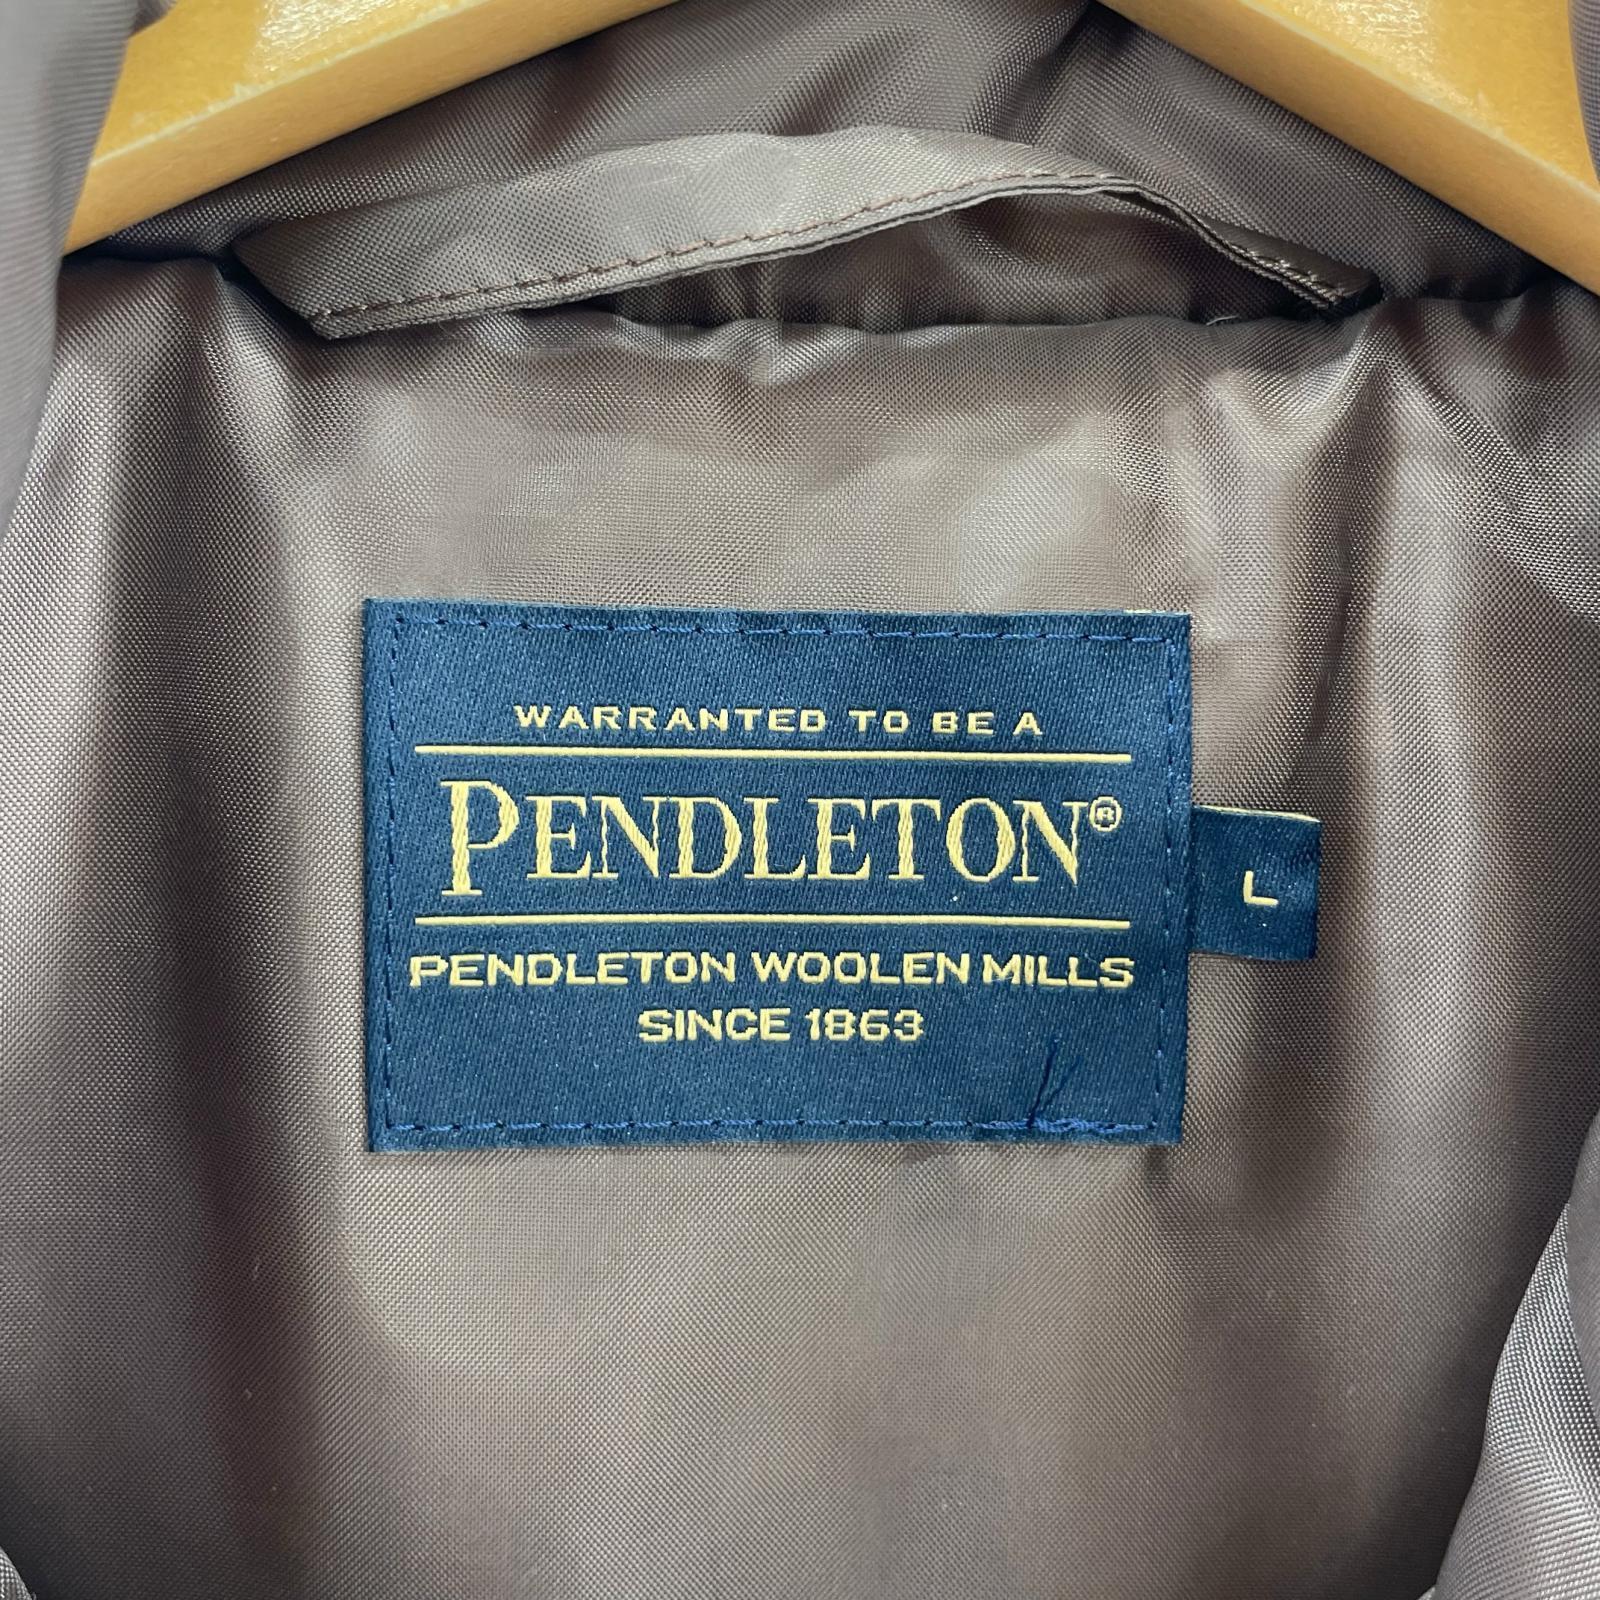 WARRANTED TO BE A
PENDLETON®
L
PENDLETON WOOLEN MILLS
SINCE 1863